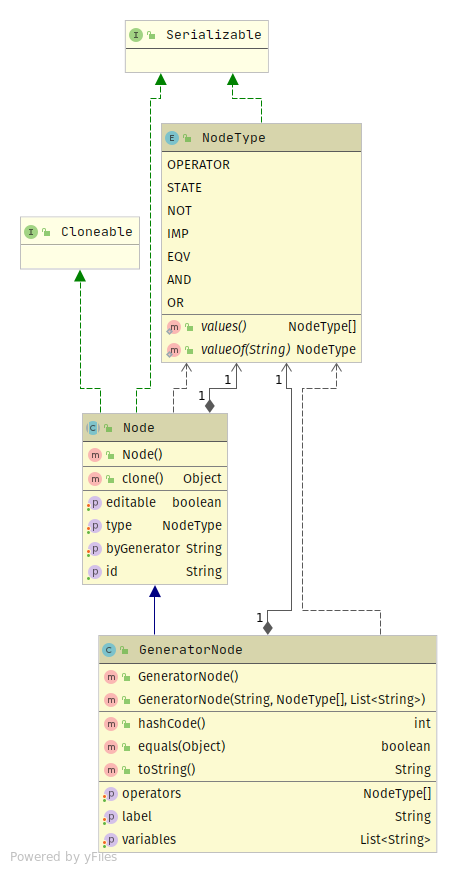 I Serializable
E NodeType
OPERATOR
STATE
NOT
IMP
EQV
AND
OR
m values() NodeType[]
m valueOf(String) NodeType
I Cloneable
1
1
1
C Node
m Node()
m clone() Object
p editable boolean
p type NodeType
p byGenerator String
p id String
1
C GeneratorNode
m GeneratorNode()
m GeneratorNode(String, NodeType[], List<String>)
m hashCode() int
m equals(Object) boolean
m toString() String
p operators NodeType[]
p label String
p variables List<String>
Powered by yFiles